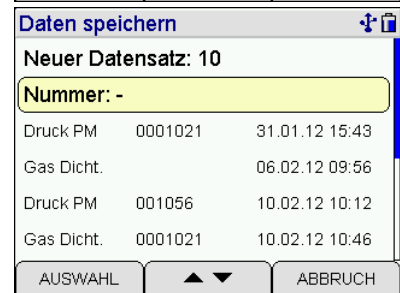 Daten speichern
Neuer Datensatz: 10
Nummer: -
Druck PM 0001021 31.01.12 15:43
Gas Dicht. 06.02.12 09:56
Druck PM 001056 10.02.12 10:12
Gas Dicht. 0001021 10.02.12 10:46
AUSWAHL ABBRUCH